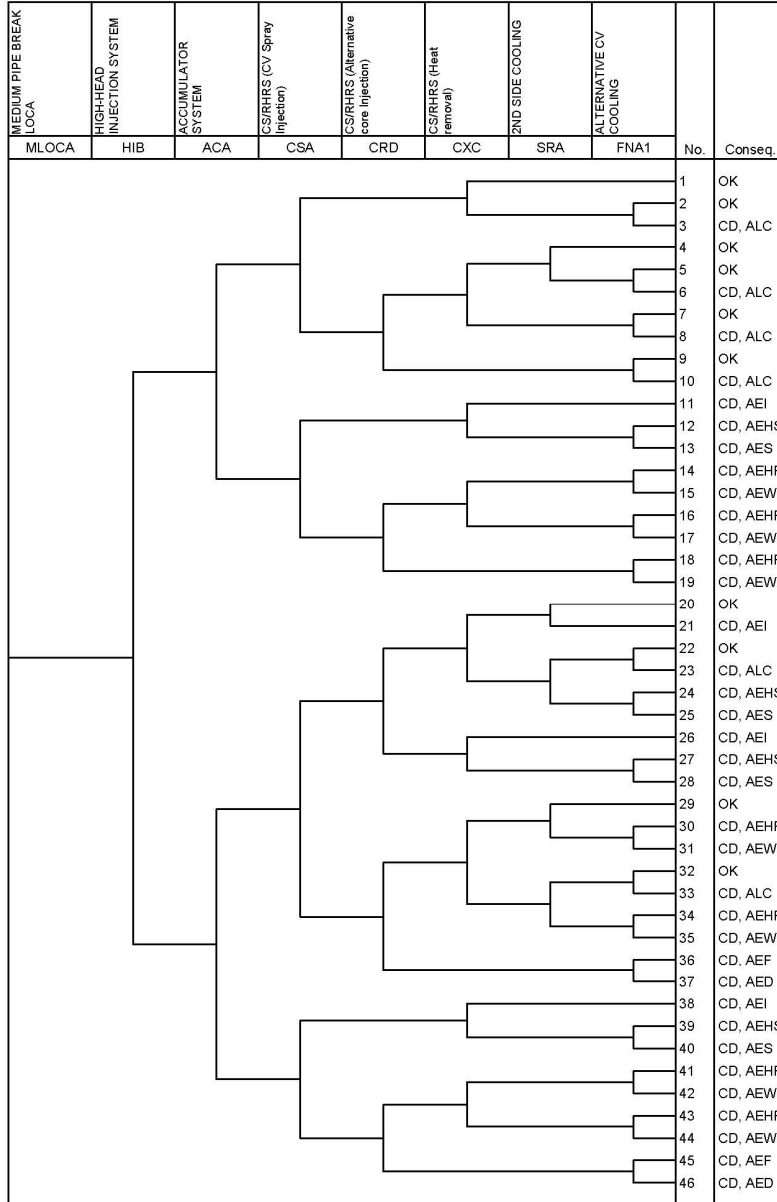 MEDIUM PIPE BREAK
LOCA
HIGH-HEAD
INJECTION SYSTEM
ACCUMULATOR
SYSTEM
CS/RHRS (CV Spray
Injection)
CS/RHRS (Alternative
core Injection)
CS/RHRS (Heat
removal)
2ND SIDE COOLING
ALTERNATIVE CV
COOLING
MLOCA HIB ACA CSA CRD CXC SRA FNA1 No. Conseq.
1 OK
2 OK
3 CD, ALC
4 OK
5 OK
6 CD, ALC
7 OK
8 CD, ALC
9 OK
10 CD, ALC
11 CD, AEI
12 CD, AEHS
13 CD, AES
14 CD, AEHF
15 CD, AEW
16 CD, AEHF
17 CD, AEW
18 CD, AEHF
19 CD, AEW
20 OK
21 CD, AEI
22 OK
23 CD, ALC
24 CD, AEHS
25 CD, AES
26 CD, AEI
27 CD, AEHS
28 CD, AES
29 OK
30 CD, AEHF
31 CD, AEW
32 OK
33 CD, ALC
34 CD, AEHF
35 CD, AEW
36 CD, AEF
37 CD, AED
38 CD, AEI
39 CD, AEHS
40 CD, AES
41 CD, AEHF
42 CD, AEW
43 CD, AEHF
44 CD, AEW
45 CD, AEF
46 CD, AED